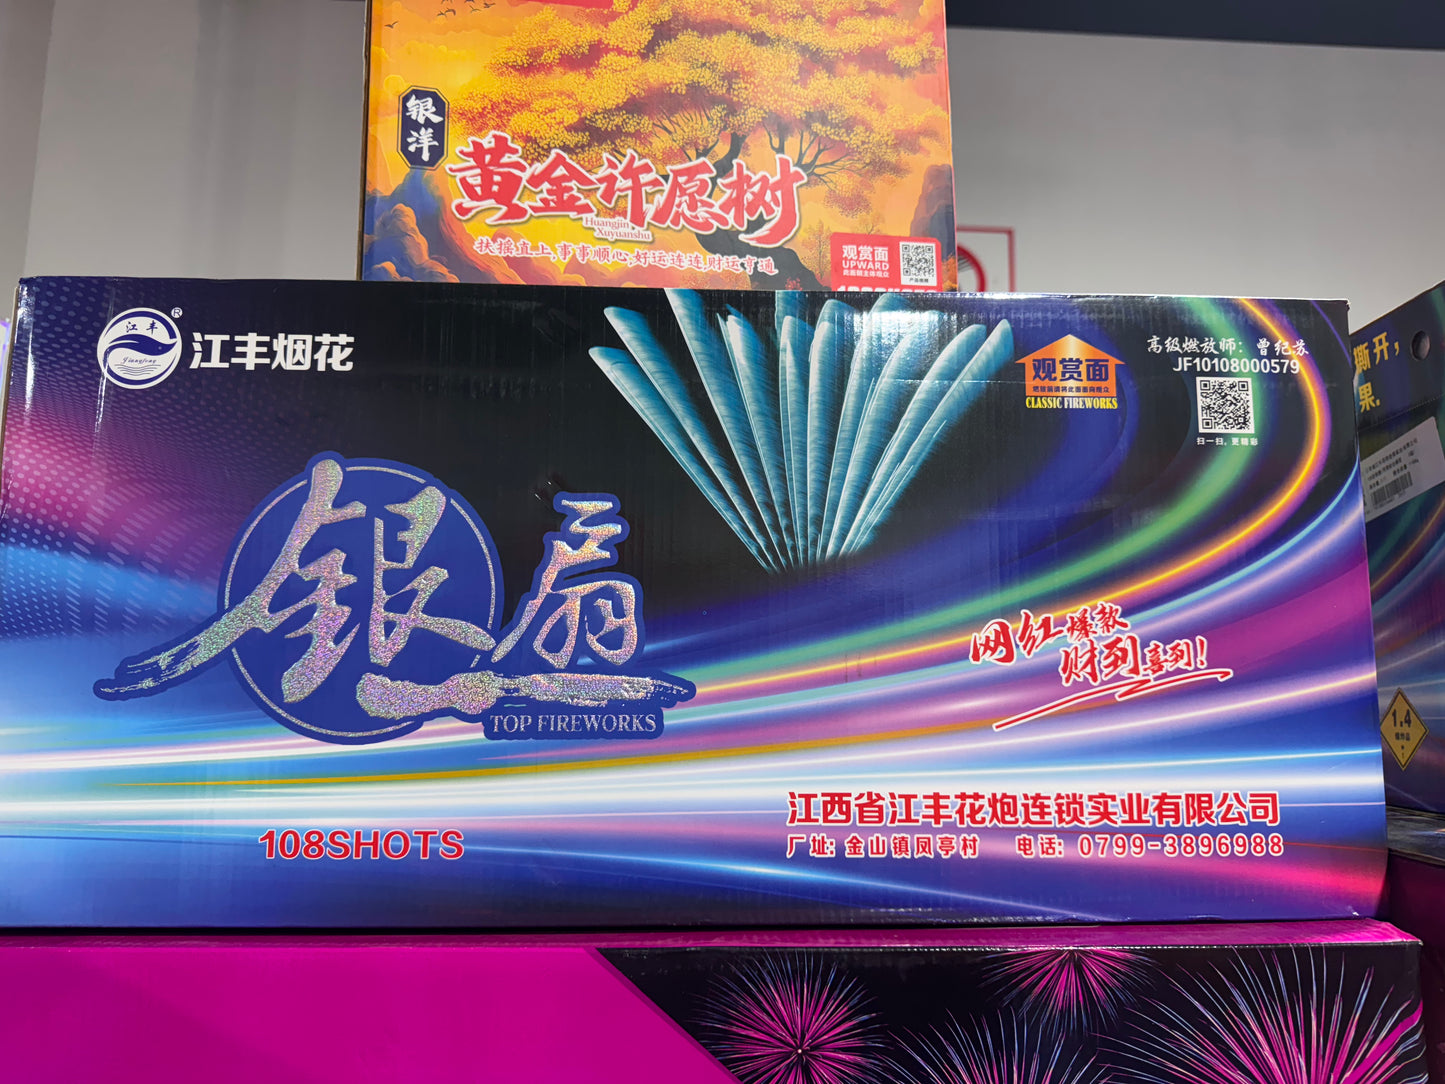 银洋
黄金许愿树
Huangjin
Xuyuanshu
扶摇直上,事事顺心,好运连连,财运亨通
观赏面
UPWARD
江丰
Jiangfeng
®
江丰烟花
观赏面
CLASSIC FIREWORKS
高级燃放师：曾纪苏
JF10108000579
扫一扫，更精彩
银扇
TOP FIREWORKS
网红爆款
财到喜到!
108SHOTS
江西省江丰花炮连锁实业有限公司
厂址: 金山镇凤亭村 电话: 0799-3896988
撕开，
果.
1.4